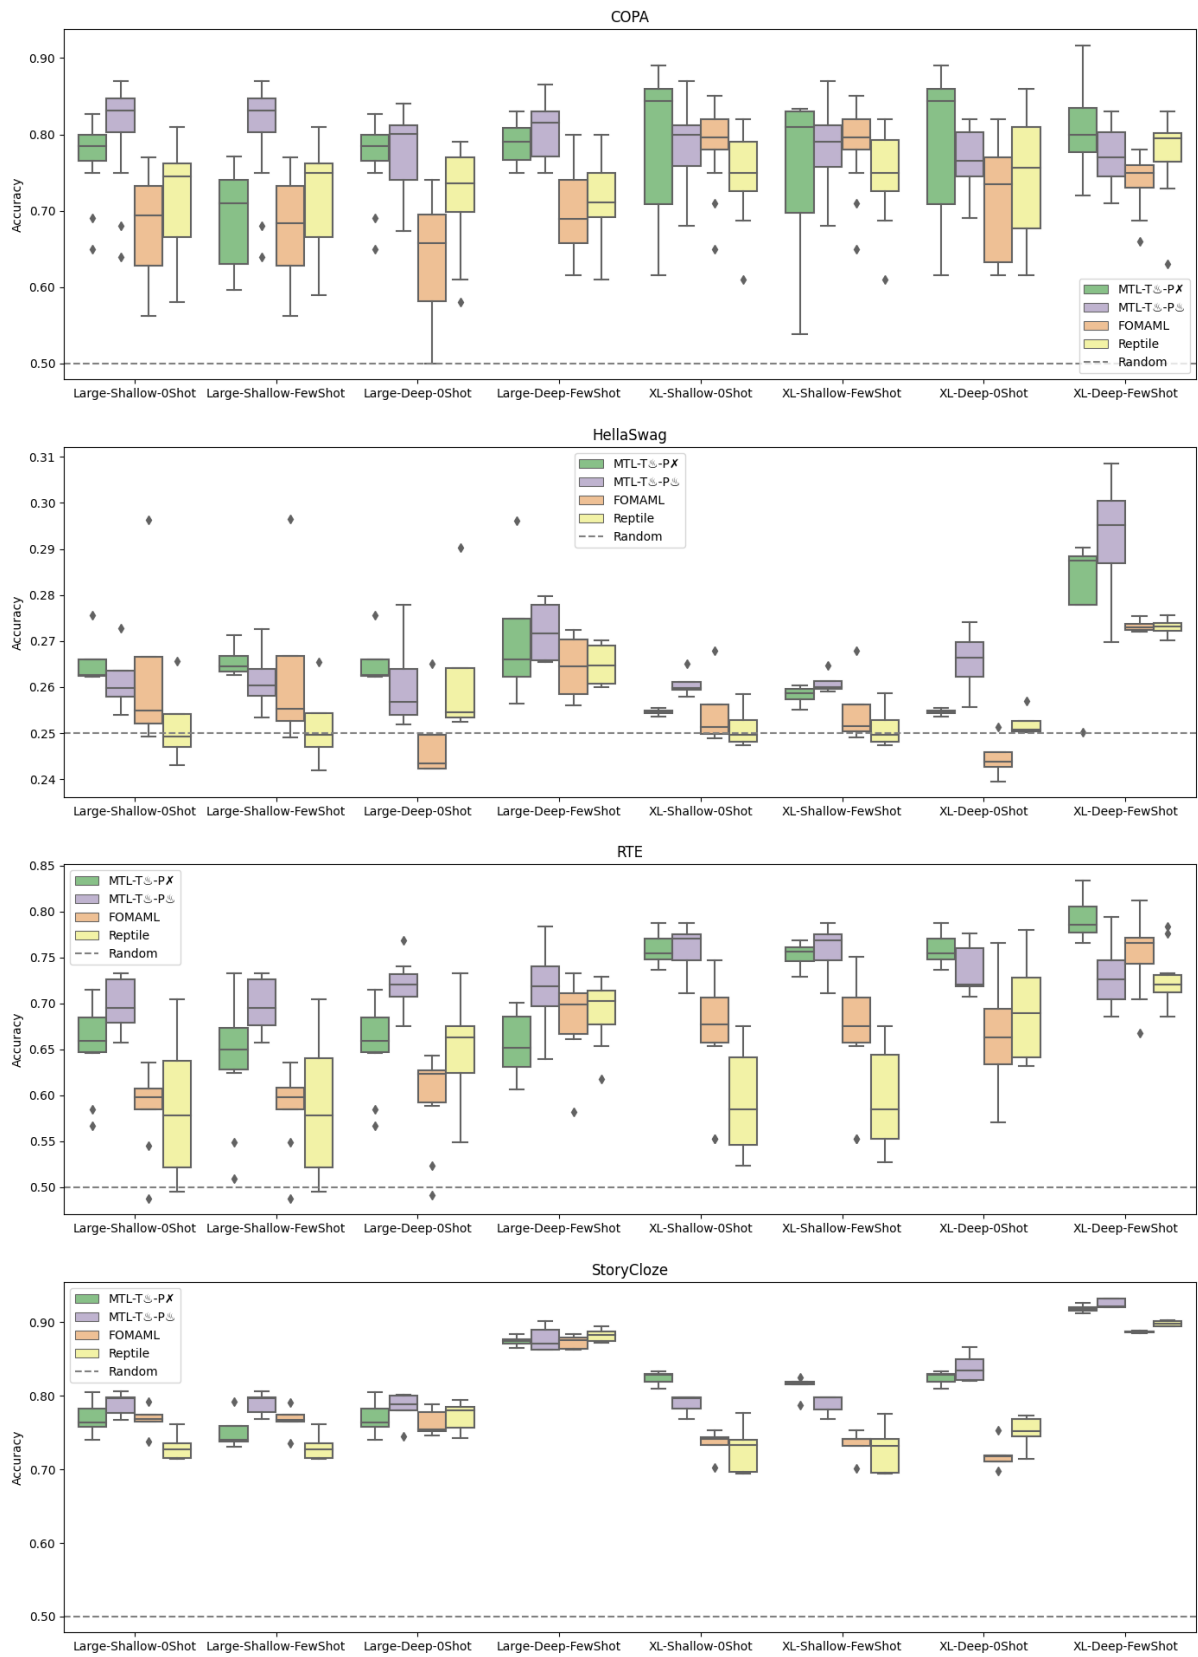 COPA
Accuracy
0.90
0.80
0.70
0.60
0.50
MTL-T♨-P✗
MTL-T♨-P♨
FOMAML
Reptile
Random
Large-Shallow-0Shot Large-Shallow-FewShot Large-Deep-0Shot Large-Deep-FewShot XL-Shallow-0Shot XL-Shallow-FewShot XL-Deep-0Shot XL-Deep-FewShot
HellaSwag
Accuracy
0.31
0.30
0.29
0.28
0.27
0.26
0.25
0.24
MTL-T♨-P✗
MTL-T♨-P♨
FOMAML
Reptile
Random
Large-Shallow-0Shot Large-Shallow-FewShot Large-Deep-0Shot Large-Deep-FewShot XL-Shallow-0Shot XL-Shallow-FewShot XL-Deep-0Shot XL-Deep-FewShot
RTE
Accuracy
0.85
0.80
0.75
0.70
0.65
0.60
0.55
0.50
MTL-T♨-P✗
MTL-T♨-P♨
FOMAML
Reptile
Random
Large-Shallow-0Shot Large-Shallow-FewShot Large-Deep-0Shot Large-Deep-FewShot XL-Shallow-0Shot XL-Shallow-FewShot XL-Deep-0Shot XL-Deep-FewShot
StoryCloze
Accuracy
0.90
0.80
0.70
0.60
0.50
MTL-T♨-P✗
MTL-T♨-P♨
FOMAML
Reptile
Random
Large-Shallow-0Shot Large-Shallow-FewShot Large-Deep-0Shot Large-Deep-FewShot XL-Shallow-0Shot XL-Shallow-FewShot XL-Deep-0Shot XL-Deep-FewShot